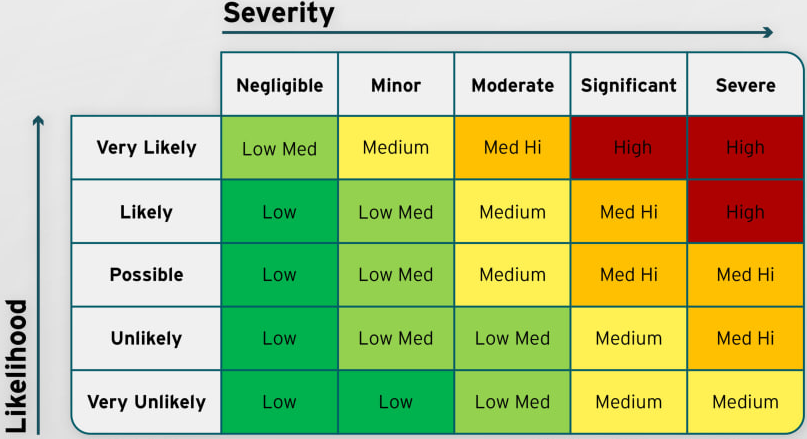 Severity
Negligible Minor Moderate Significant Severe
Very Likely Low Med Medium Med Hi High High
Likely Low Low Med Medium Med Hi High
Possible Low Low Med Medium Med Hi Med Hi
Unlikely Low Low Med Low Med Medium Med Hi
Very Unlikely Low Low Low Med Medium Medium
Likelihood